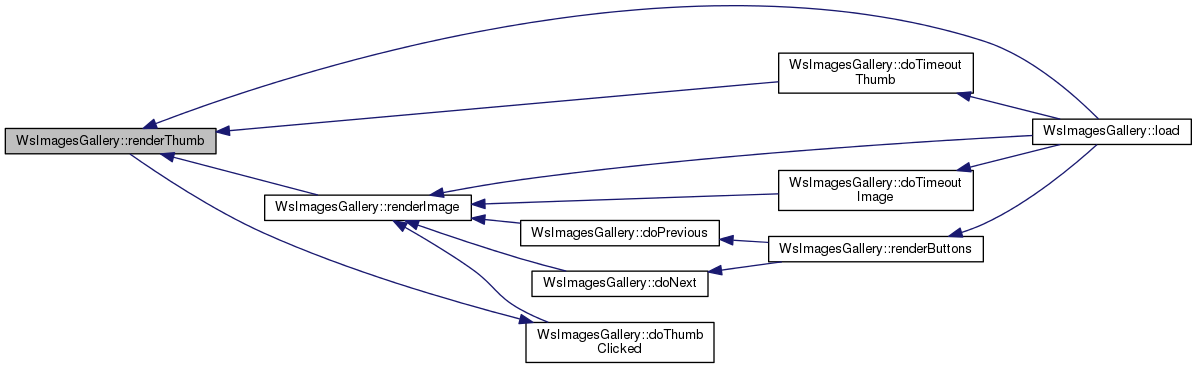 WsImagesGallery::doTimeout
Thumb
WsImagesGallery::renderThumb
WsImagesGallery::load
WsImagesGallery::doTimeout
Image
WsImagesGallery::renderImage
WsImagesGallery::doPrevious
WsImagesGallery::renderButtons
WsImagesGallery::doNext
WsImagesGallery::doThumb
Clicked